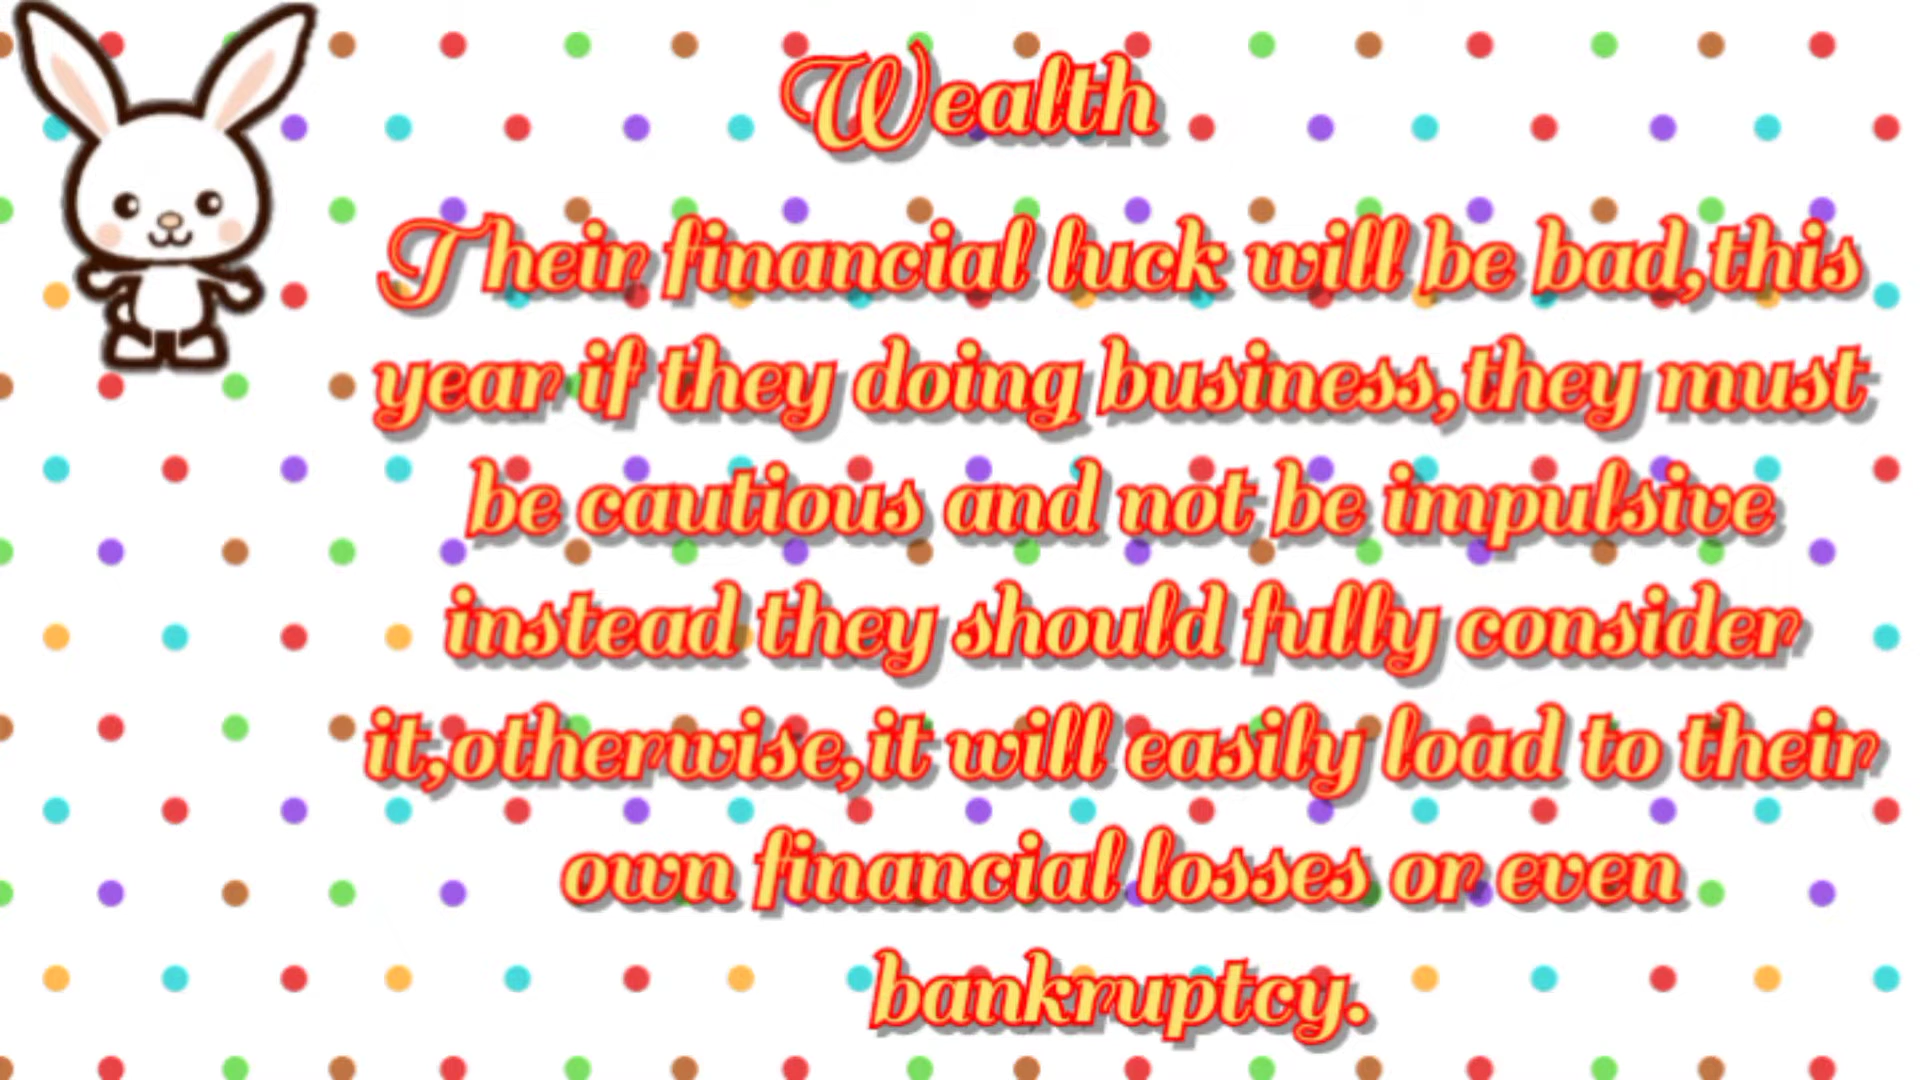 Wealth
Their financial luck will be bad,this
year if they doing business,they must
be cautious and not be impulsive
instead they should fully consider
it,otherwise,it will easily load to their
own financial losses or even
bankruptcy.